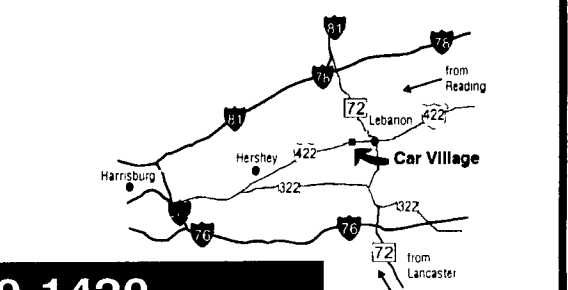 81
78
78
from
Reading
72
Lebanon
422
81
422
Car Village
Hershey
Harrisburg
322
322
76
76
72
from
Lancaster